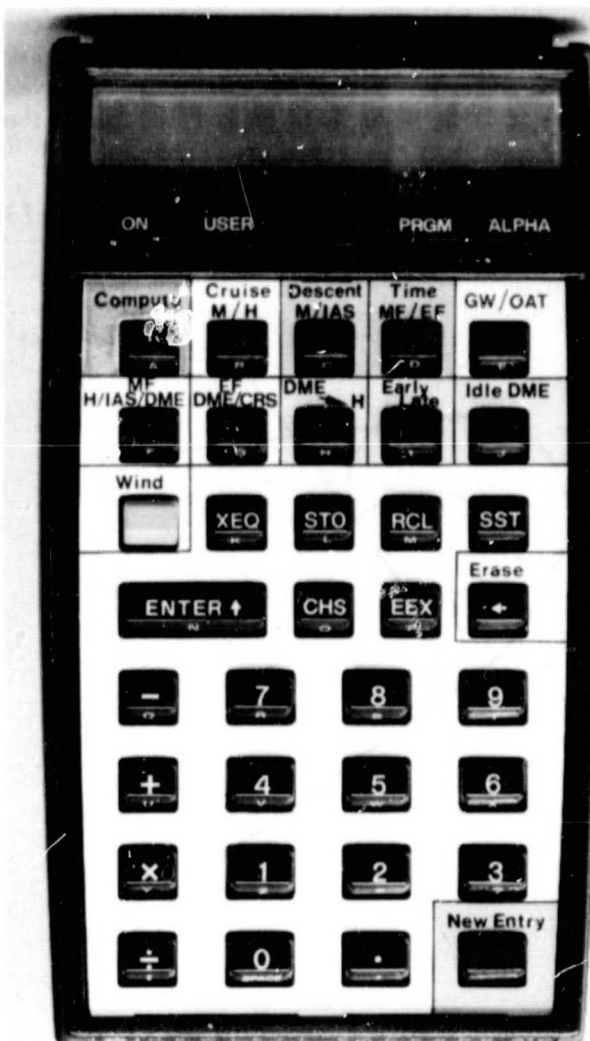 ON USER PRGM ALPHA
Compute Cruise M/H Descent M/IAS Time MF/EF GW/OAT
A B C D E
MF H/IAS/DME EF DME/CRS DME H Early Late Idle DME
F G H I J
Wind
XEQ STO RCL SST
K L M
Erase
ENTER ↑ CHS EEX ←
N O P
- 7 8 9
Q R S T
+ 4 5 6
U V W X
× 1 2 3
Y Z
New Entry
÷ 0 .
SPACE